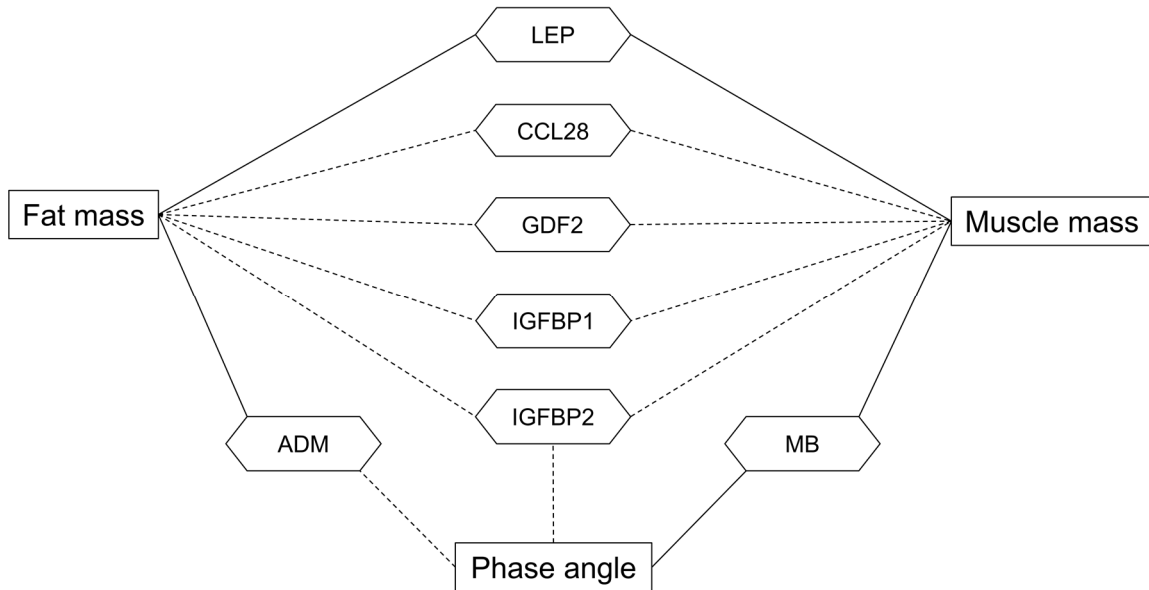 LEP
CCL28
Fat mass
GDF2
Muscle mass
IGFBP1
IGFBP2
ADM
MB
Phase angle